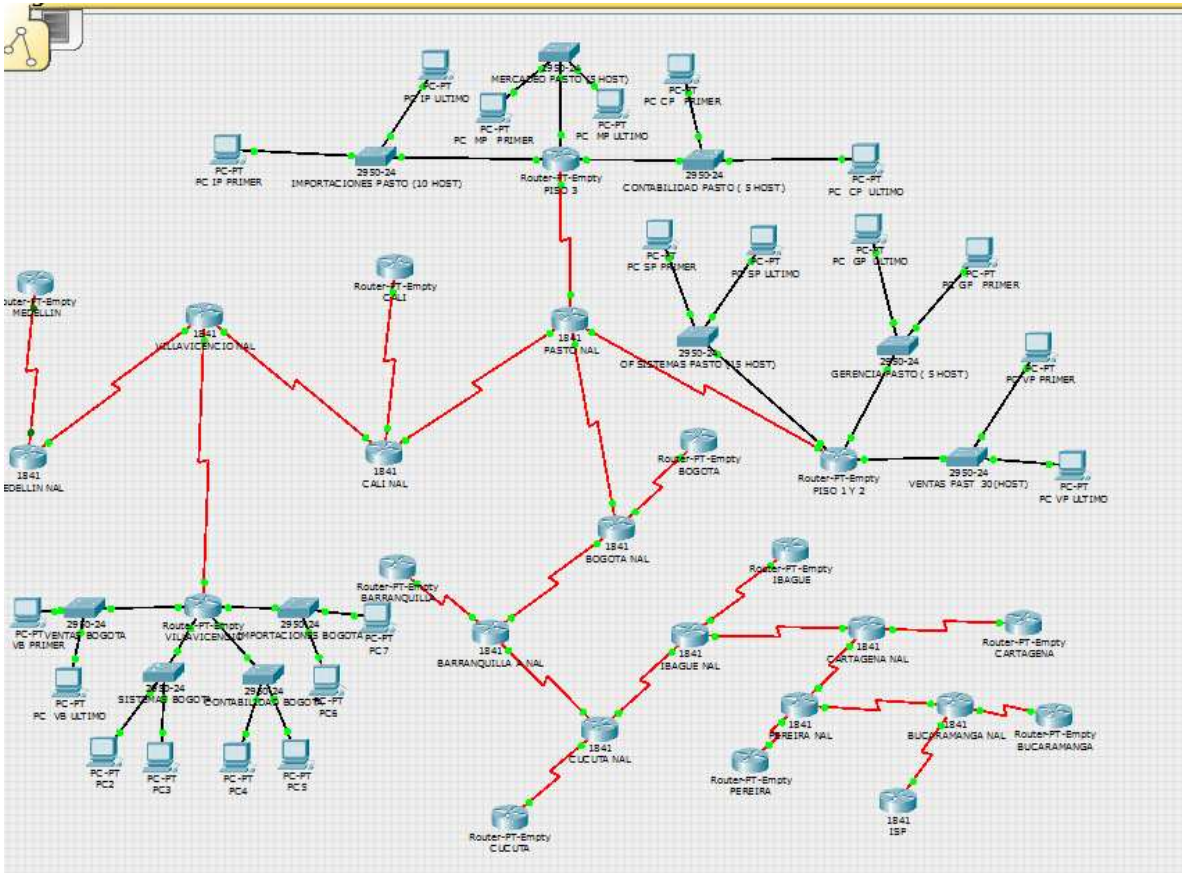 2950-24
MERCADEO PASTO (5 HOST)
PC-PT
PC IP ULTIMO
PC-PT
PC CP PRIMER
PC-PT
PC MP PRIMER
PC-PT
PC MP ULTIMO
PC-PT
PC IP PRIMER
2950-24
IMPORTACIONES PASTO (10 HOST)
Router-PT-Empty
PISO 3
2950-24
CONTABILIDAD PASTO ( 5 HOST)
PC-PT
PC CP ULTIMO
PC-PT
PC SP PRIMER
PC-PT
PC SP ULTIMO
PC-PT
PC GP ULTIMO
PC-PT
PC GP PRIMER
Router-PT-Empty
MEDELLIN
Router-PT-Empty
CALI
1841
VILLAVICENCIO NAL
1841
PASTO NAL
2950-24
OF SISTEMAS PASTO (15 HOST)
2950-24
GERENCIA PASTO ( 5 HOST)
PC-PT
PC VP PRIMER
1841
MEDELLIN NAL
1841
CALI NAL
Router-PT-Empty
BOGOTA
Router-PT-Empty
PISO 1 Y 2
2950-24
VENTAS PAST 30(HOST)
PC-PT
PC VP ULTIMO
1841
BOGOTA NAL
Router-PT-Empty
BARRANQUILLA
Router-PT-Empty
IBAGUE
PC-PT
VB PRIMER
2950-24
VENTAS BOGOTA
Router-PT-Empty
VILLAVICENCIO
2950-24
IMPORTACIONES BOGOTA
PC-PT
PC7
1841
BARRANQUILLA A NAL
1841
IBAGUE NAL
1841
CARTAGENA NAL
Router-PT-Empty
CARTAGENA
PC-PT
PC VB ULTIMO
2950-24
SISTEMAS BOGOTA
2950-24
CONTABILIDAD BOGOTA
PC-PT
PC6
1841
CUCUTA NAL
1841
PEREIRA NAL
1841
BUCARAMANGA NAL
Router-PT-Empty
BUCARAMANGA
PC-PT
PC2
PC-PT
PC3
PC-PT
PC4
PC-PT
PC5
Router-PT-Empty
PEREIRA
1841
ISP
Router-PT-Empty
CUCUTA